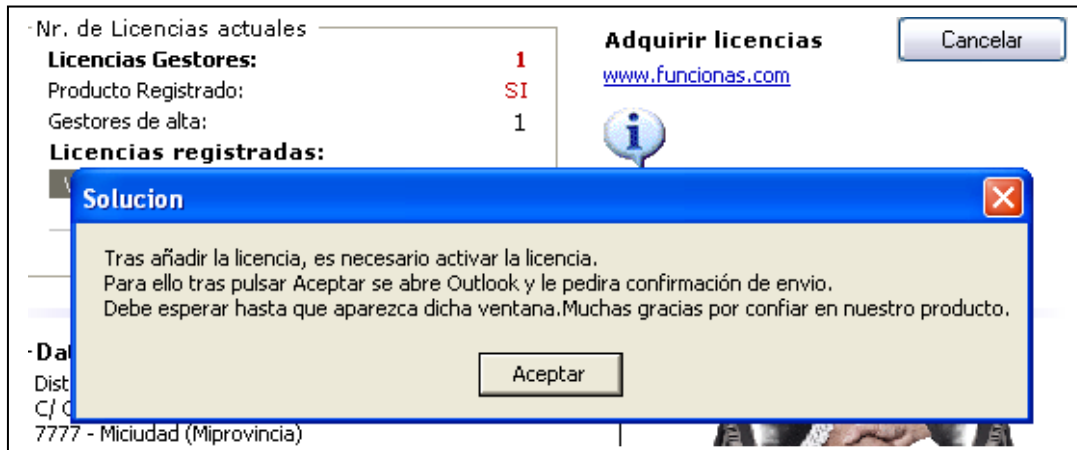 Nr. de Licencias actuales
Licencias Gestores: 1
Producto Registrado: SI
Gestores de alta: 1
Licencias registradas:
Adquirir licencias
www.funcionas.com
Cancelar
Solucion
Tras añadir la licencia, es necesario activar la licencia.
Para ello tras pulsar Aceptar se abre Outlook y le pedira confirmación de envio.
Debe esperar hasta que aparezca dicha ventana.Muchas gracias por confiar en nuestro producto.
Aceptar
7777 - Miciudad (Miprovincia)